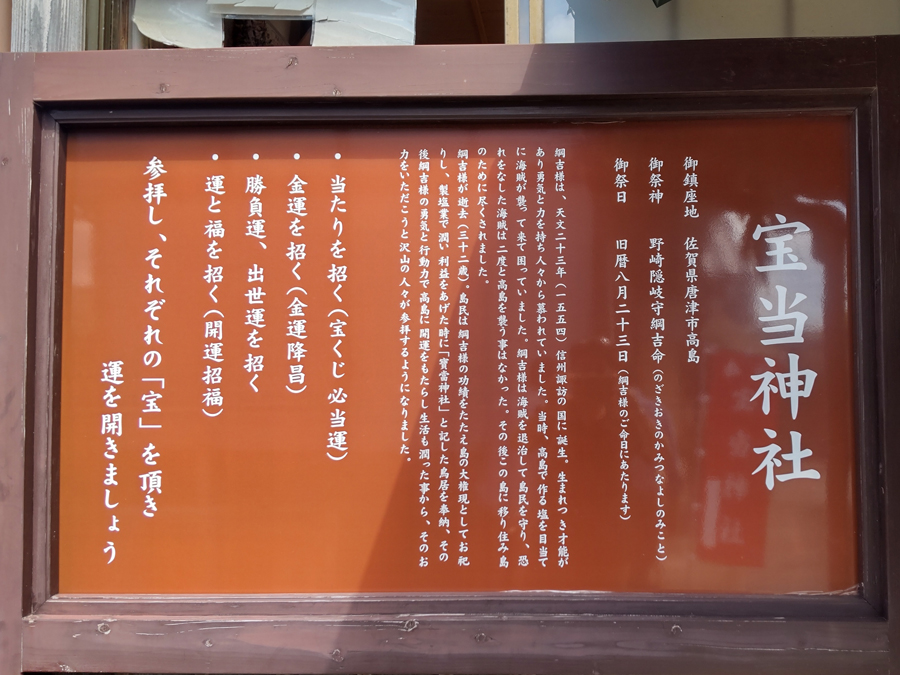 宝当神社
御鎮座地 佐賀県唐津市高島
御祭神 野崎隠岐守綱吉命（のざきおきのかみつなよしのみこと）
御祭日 旧暦八月二十三日（綱吉様のご命日にあたります）
綱吉様は、天文二十三年（一五五四）信州諏訪の国に誕生。生まれつき才能が
あり勇気と力を持ち人々から慕われていました。当時、高島で作る塩を目当て
に海賊が襲って来て困っていました。綱吉様は海賊を退治して島民を守り、恐
れをなした海賊は二度と高島を襲う事はなかった。その後この島に移り住み島
のために尽くされました。
綱吉様が逝去（三十二歳）。島民は綱吉様の功績をたたえ島の大権現としてお祀
りし、製塩業で潤い利益をあげた時に「寶當神社」と記した鳥居を奉納、その
後綱吉様の勇気と行動力で高島に開運をもたらし生活も潤った事から、そのお
力をいただこうと沢山の人々が参拝するようになりました。
・当たりを招く（宝くじ 必当運）
・金運を招く（金運降昌）
・勝負運、出世運を招く
・運と福を招く（開運招福）
参拝し、それぞれの「宝」を頂き
運を開きましょう